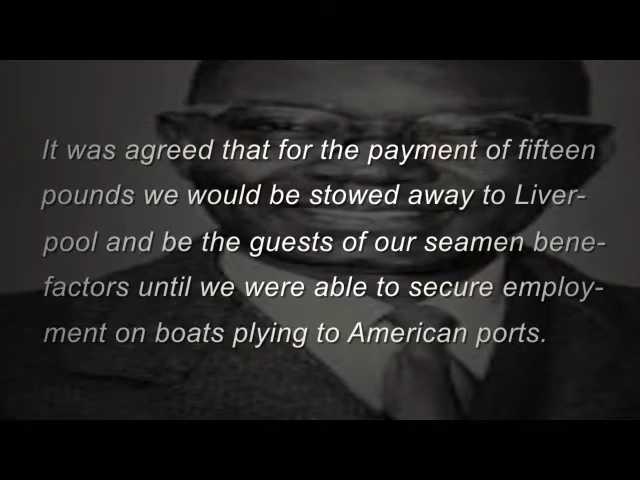 It was agreed that for the payment of fifteen
pounds we would be stowed away to Liver-
pool and be the guests of our seamen bene-
factors until we were able to secure employ-
ment on boats plying to American ports.